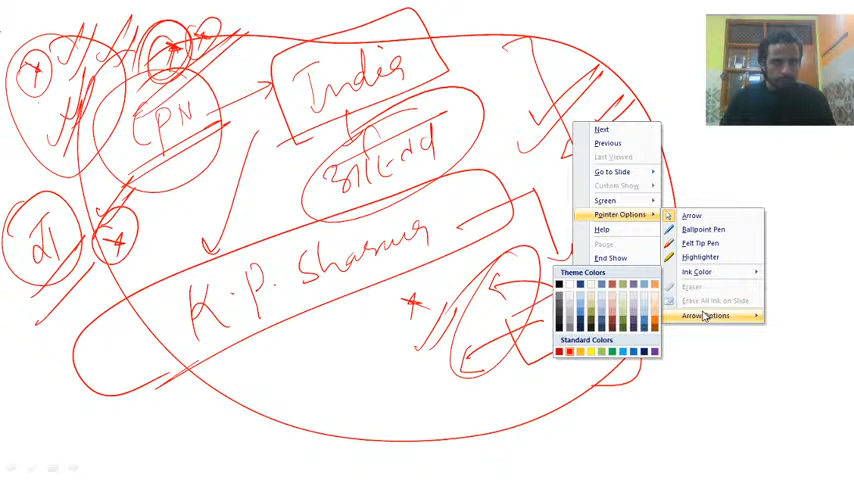 India
CPN
K.P. Sharma
Next
Previous
Last Viewed
Go to Slide
Custom Show
Screen
Pointer Options
Help
Pause
End Show
Arrow
Ballpoint Pen
Felt Tip Pen
Highlighter
Ink Color
Eraser
Erase All Ink on Slide
Arrow Options
Theme Colors
Standard Colors